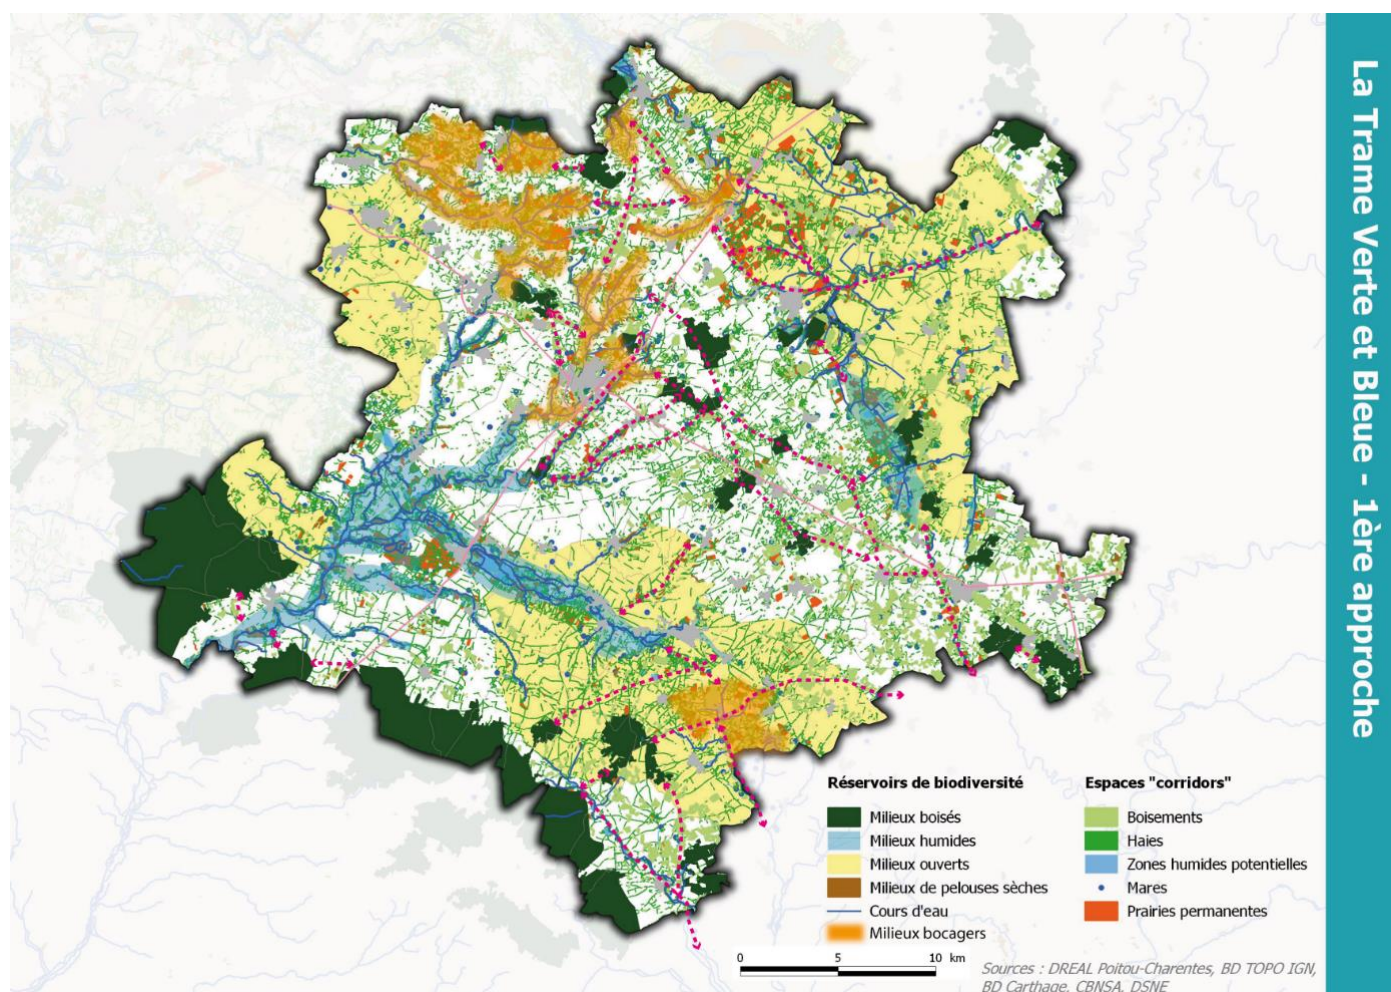 La Trame Verte et Bleue - 1ère approche
Réservoirs de biodiversité
Milieux boisés
Milieux humides
Milieux ouverts
Milieux de pelouses sèches
Cours d'eau
Milieux bocagers
Espaces "corridors"
Boisements
Haies
Zones humides potentielles
Mares
Prairies permanentes
0 5 10 km
Sources : DREAL Poitou-Charentes, BD TOPO IGN,
BD Carthage, CBNSA, DSNE